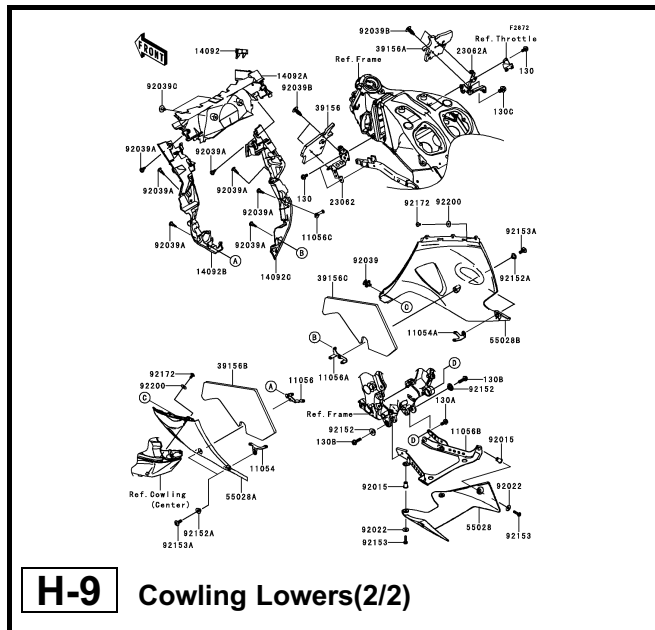 F2872
92039B
39156A
Ref.Throttle
23062A
14092
FRONT
130
Ref.Frame
14092A
92039C
92039B
39156
130C
92039A
92039A
92039A
92039A
130
23062
92172
92200
92039A
11056C
92153A
92039A
92039A
A
B
92039
14092B
14092C
39156C
C
92152A
11054A
55028B
B
39156B
D
92172
11056A
130B
A
11056
92200
92152
130A
C
Ref.Frame
11056B
92152
D
92015
130B
11054
92015
92022
Ref.Cowling
(Center)
55028A
92152A
92022
55028
92153A
92153
92153
H-9
Cowling Lowers(2/2)